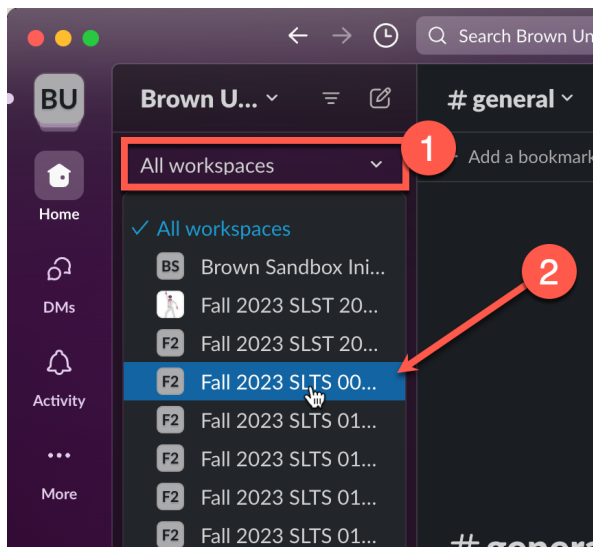 Search Brown Un
BU
Brown U...
# general
1
All workspaces
Add a bookmark
Home
All workspaces
BS Brown Sandbox Ini...
2
DMs
Fall 2023 SLST 20...
F2 Fall 2023 SLST 20...
F2 Fall 2023 SLTS 00...
Activity
F2 Fall 2023 SLTS 01...
F2 Fall 2023 SLTS 01...
More
F2 Fall 2023 SLTS 01...
F2 Fall 2023 SLTS 01...
# genera